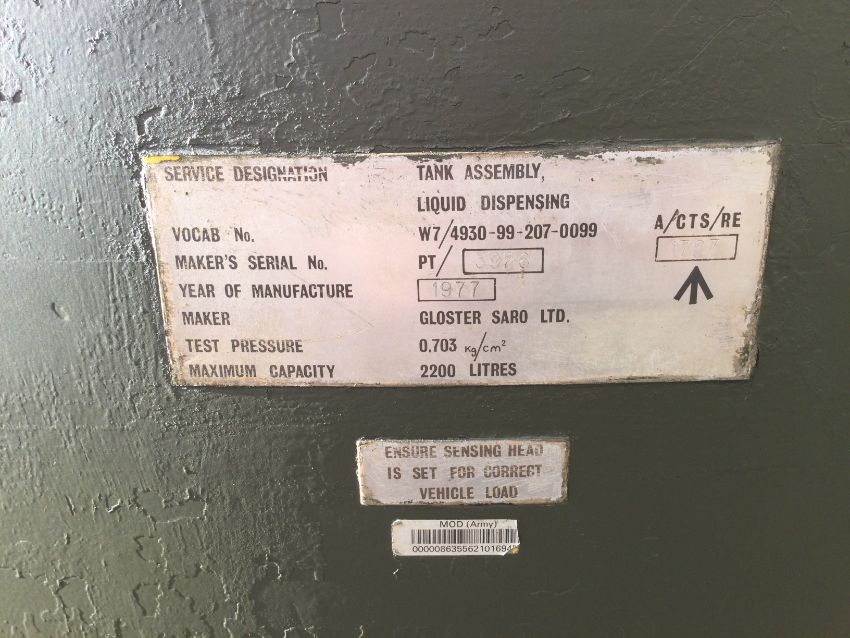 SERVICE DESIGNATION TANK ASSEMBLY,
LIQUID DISPENSING
VOCAB No. W7/4930-99-207-0099 A/CTS/RE
MAKER'S SERIAL No. PT/
YEAR OF MANUFACTURE 1977
MAKER GLOSTER SARO LTD.
TEST PRESSURE 0.703 Kg/cm²
MAXIMUM CAPACITY 2200 LITRES
ENSURE SENSING HEAD
IS SET FOR CORRECT
VEHICLE LOAD
MOD (Army)